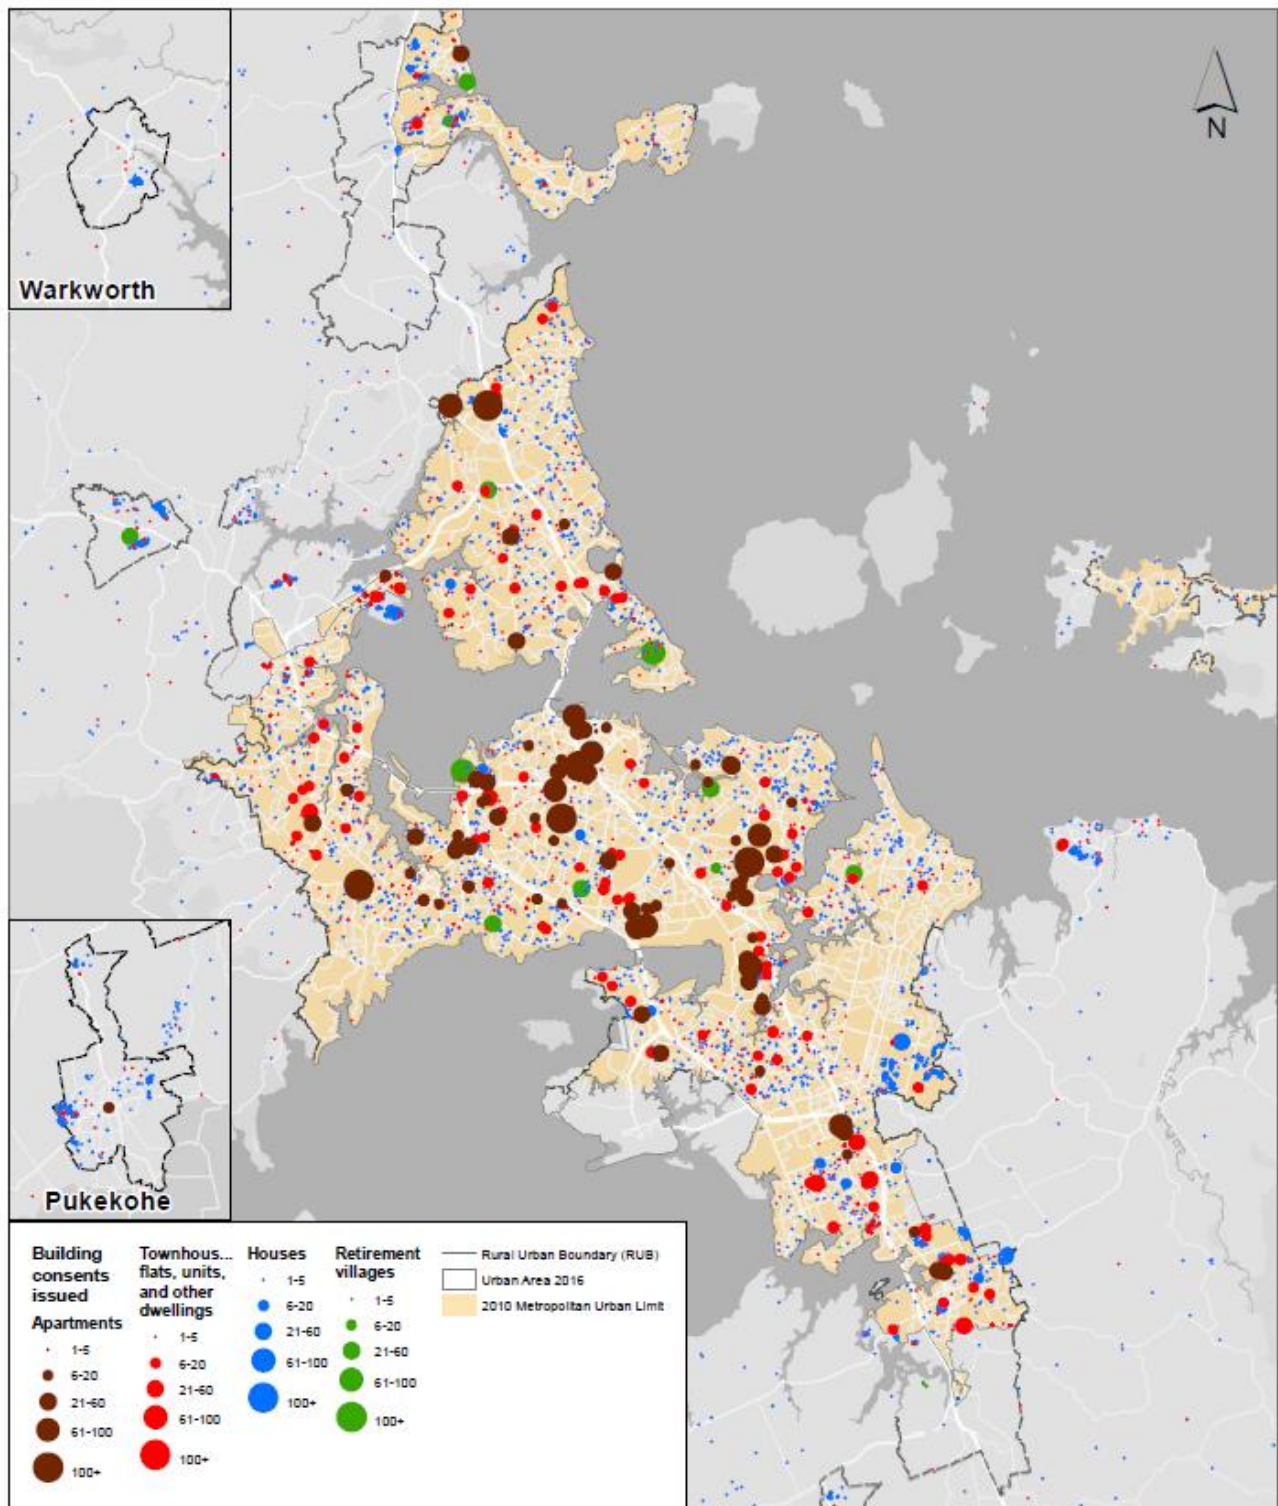 N
Warkworth
Pukekohe
Building
consents
issued
Apartments
1-5
6-20
21-60
61-100
100+
Townhous...
flats, units,
and other
dwellings
1-5
6-20
21-60
61-100
100+
Houses
1-5
6-20
21-60
61-100
100+
Retirement
villages
1-5
6-20
21-60
61-100
100+
Rural Urban Boundary (RUB)
Urban Area 2016
2010 Metropolitan Urban Limit